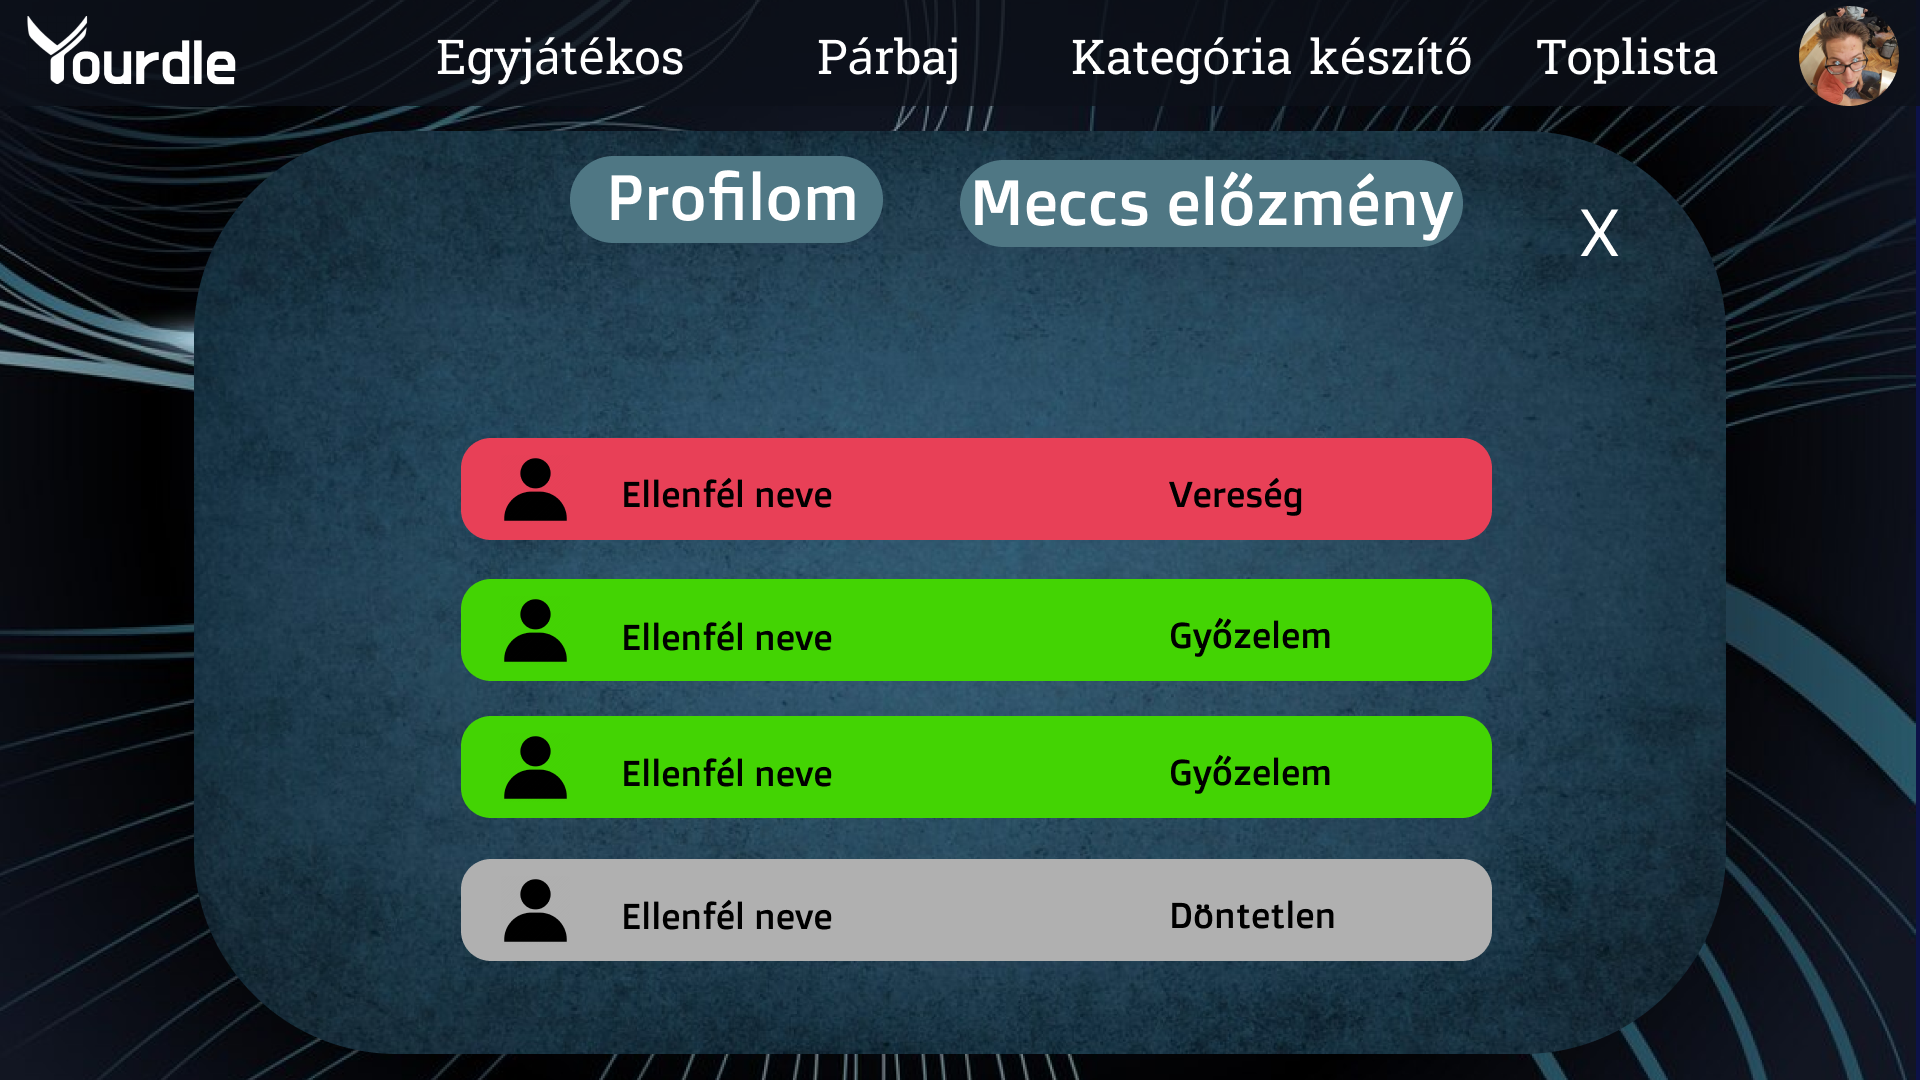 Yourdle
Egyjátékos
Párbaj
Kategória készítő
Toplista
Profilom
Meccs előzmény
X
Ellenfél neve
Vereség
Ellenfél neve
Győzelem
Ellenfél neve
Győzelem
Ellenfél neve
Döntetlen